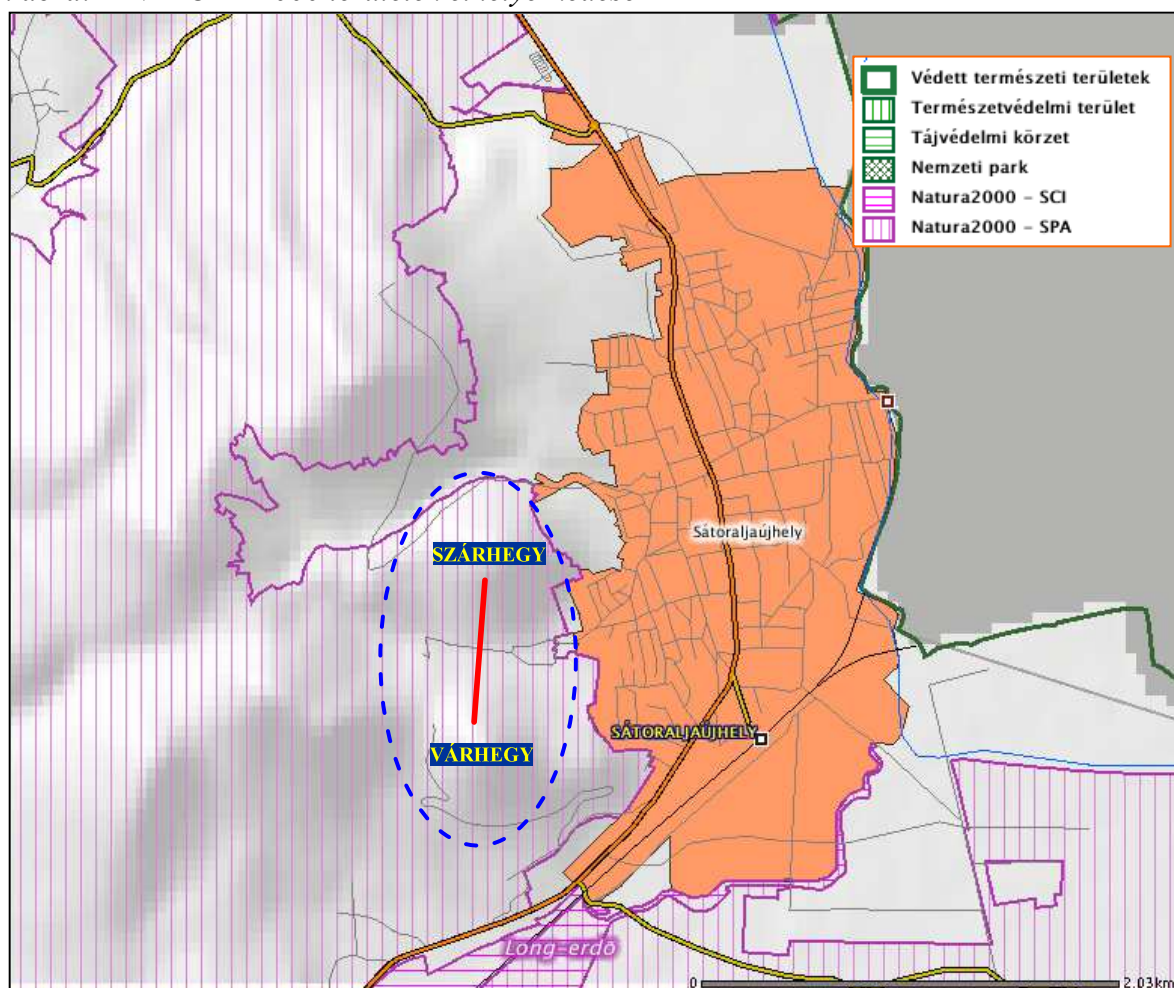 Védett természeti területek
Természetvédelmi terület
Tájvédelmi körzet
Nemzeti park
Natura2000 - SCI
Natura2000 - SPA
Sátoraljaújhely
SZÁRHEGY
SÁTORALJAÚJHELY
VÁRHEGY
Long-erdő
0 2.03km